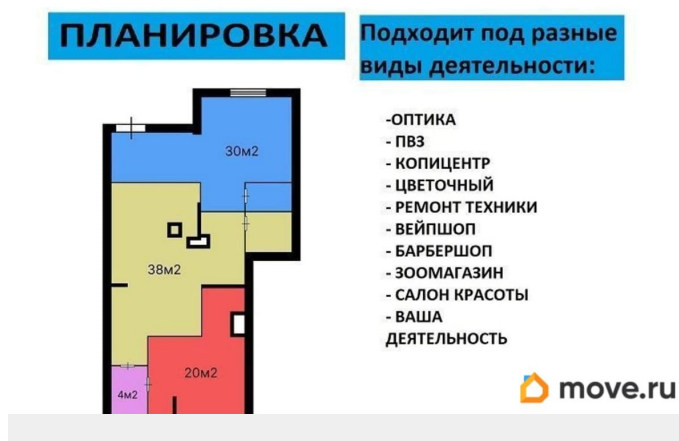 ПЛАНИРОВКА
Подходит под разные
виды деятельности:
-ОПТИКА
- ПВЗ
- КОПИЦЕНТР
- ЦВЕТОЧНЫЙ
- РЕМОНТ ТЕХНИКИ
- ВЕЙПШОП
- БАРБЕРШОП
- ЗООМАГАЗИН
- САЛОН КРАСОТЫ
- ВАША
ДЕЯТЕЛЬНОСТЬ
30м2
38м2
20м2
4м2
move.ru